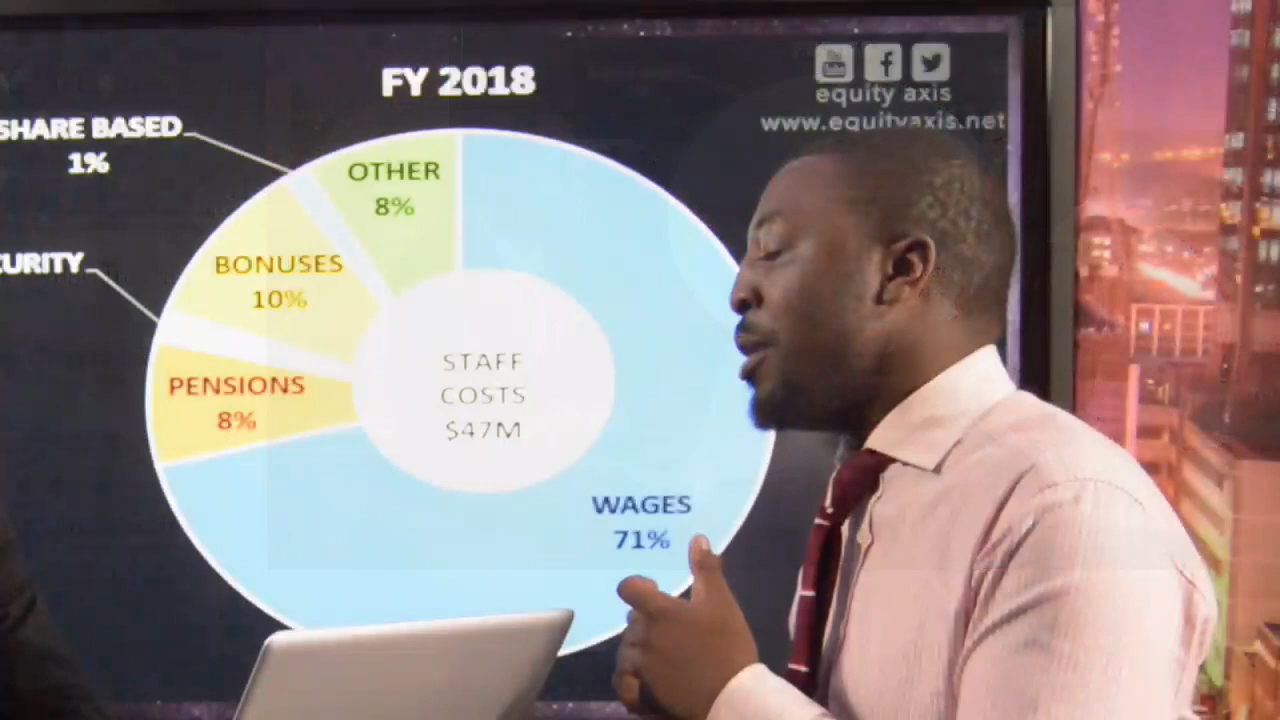 FY 2018
equity axis
www.equityaxis.net
SHARE BASED
1%
OTHER
8%
CURITY
BONUSES
10%
PENSIONS
8%
STAFF
COSTS
$47M
WAGES
71%